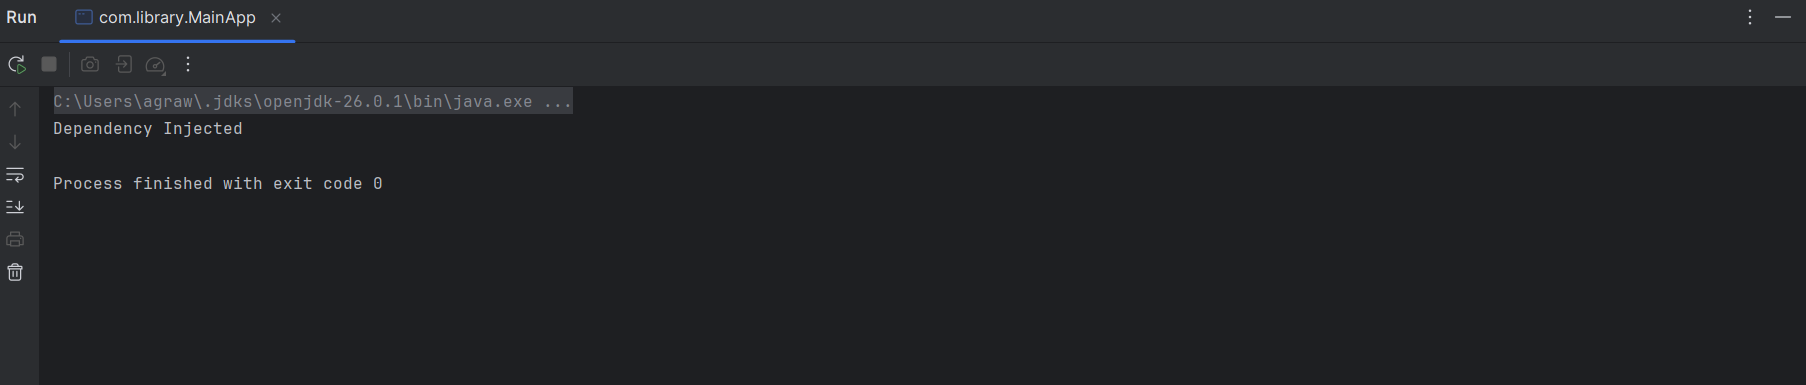 Run com.library.MainApp
C:\Users\agraw\.jdks\openjdk-26.0.1\bin\java.exe ...
Dependency Injected
Process finished with exit code 0